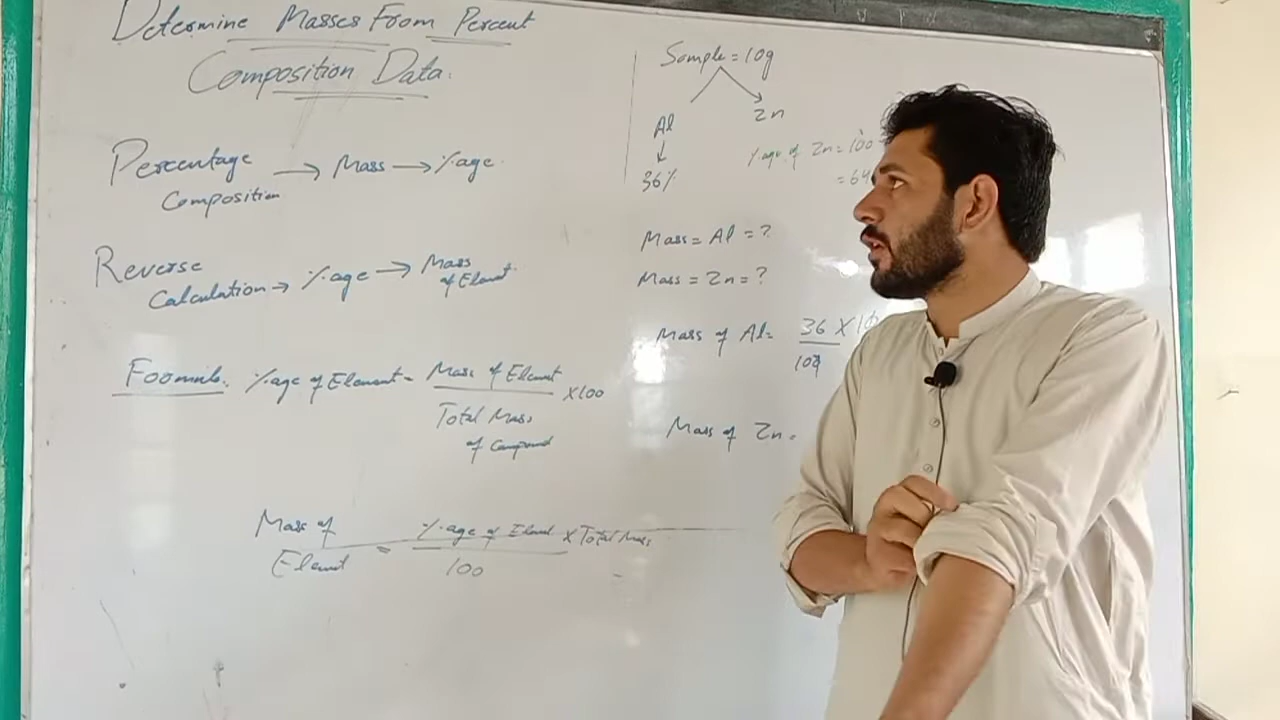 Determine Masses From Percent
Composition Data.
Percentage → Mass → %age
Composition
Reverse
Calculation → %age → Mass
of Element
Formula. %age of Element = Mass of Element
× 100
Total Mass
of Compound
Mass of
Element = %age of Element × Total Mass
100
Sample = 10g
Al
Zn
36%
%age of Zn = 100
= 64
Mass = Al = ?
Mass = Zn = ?
Mass of Al = 36 × 10
Mass of Zn =